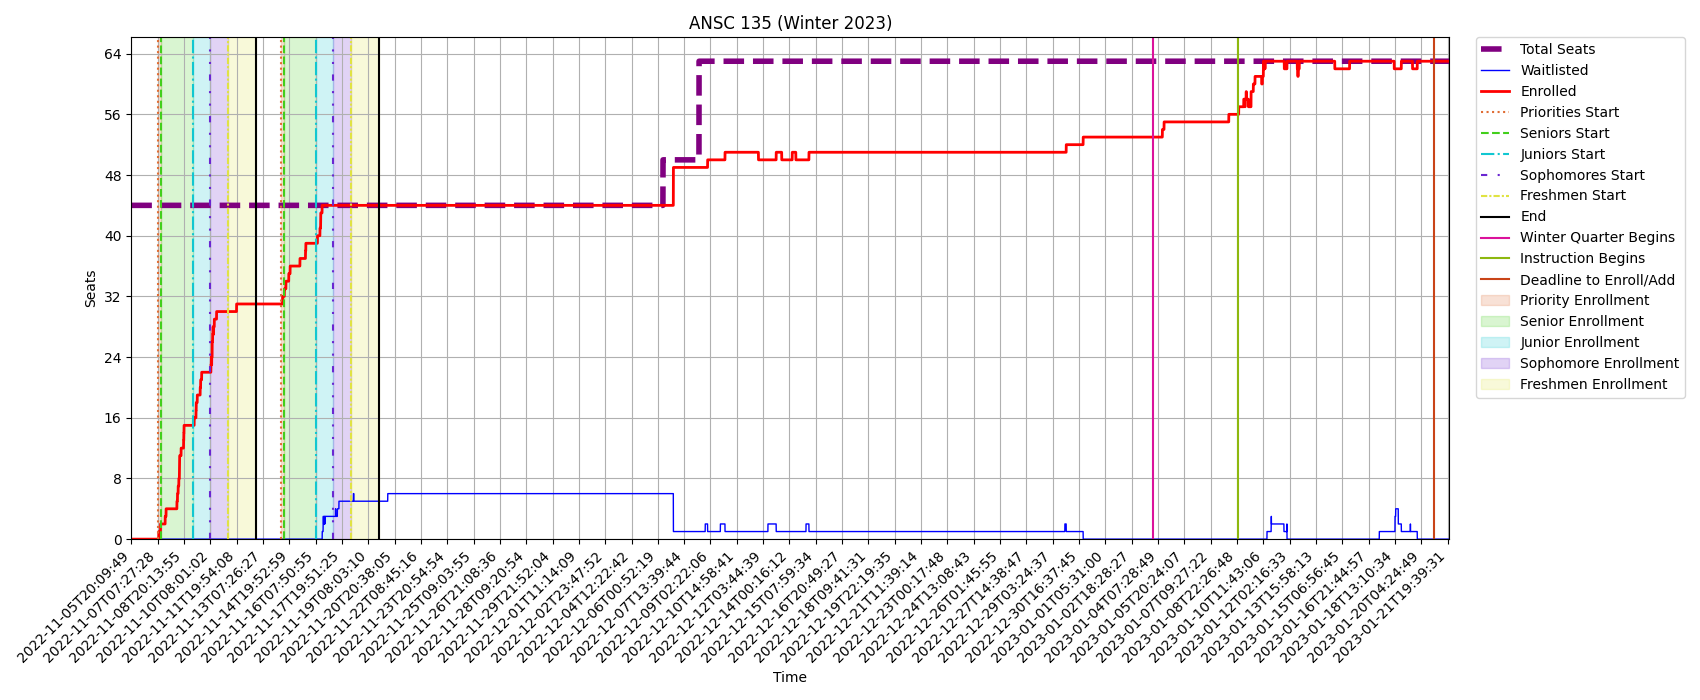 ANSC 135 (Winter 2023)
Seats
64
56
48
40
32
24
16
8
0
2022-11-05T20:09:49
2022-11-07T07:27:28
2022-11-08T20:13:55
2022-11-10T08:01:02
2022-11-11T19:54:08
2022-11-13T07:26:27
2022-11-14T19:52:59
2022-11-16T07:50:55
2022-11-17T19:51:25
2022-11-19T08:03:10
2022-11-20T20:38:05
2022-11-22T08:45:16
2022-11-23T20:54:54
2022-11-25T09:03:55
2022-11-26T21:08:36
2022-11-28T09:20:54
2022-11-29T21:52:04
2022-12-01T11:14:09
2022-12-02T23:47:52
2022-12-04T12:22:42
2022-12-06T00:52:19
2022-12-07T13:39:44
2022-12-09T02:22:06
2022-12-10T14:58:41
2022-12-12T03:44:39
2022-12-14T00:16:12
2022-12-15T07:59:34
2022-12-16T20:49:27
2022-12-18T09:41:31
2022-12-19T22:19:35
2022-12-21T11:39:14
2022-12-23T00:17:48
2022-12-24T13:08:43
2022-12-26T01:45:55
2022-12-27T14:38:47
2022-12-29T03:24:37
2022-12-30T16:37:45
2023-01-01T05:31:00
2023-01-02T18:28:27
2023-01-04T07:28:49
2023-01-05T20:24:07
2023-01-07T09:27:22
2023-01-08T22:26:48
2023-01-10T11:43:06
2023-01-12T02:16:33
2023-01-13T15:58:13
2023-01-15T06:56:45
2023-01-16T21:44:57
2023-01-18T13:10:34
2023-01-20T04:24:49
2023-01-21T19:39:31
Time
Total Seats
Waitlisted
Enrolled
Priorities Start
Seniors Start
Juniors Start
Sophomores Start
Freshmen Start
End
Winter Quarter Begins
Instruction Begins
Deadline to Enroll/Add
Priority Enrollment
Senior Enrollment
Junior Enrollment
Sophomore Enrollment
Freshmen Enrollment